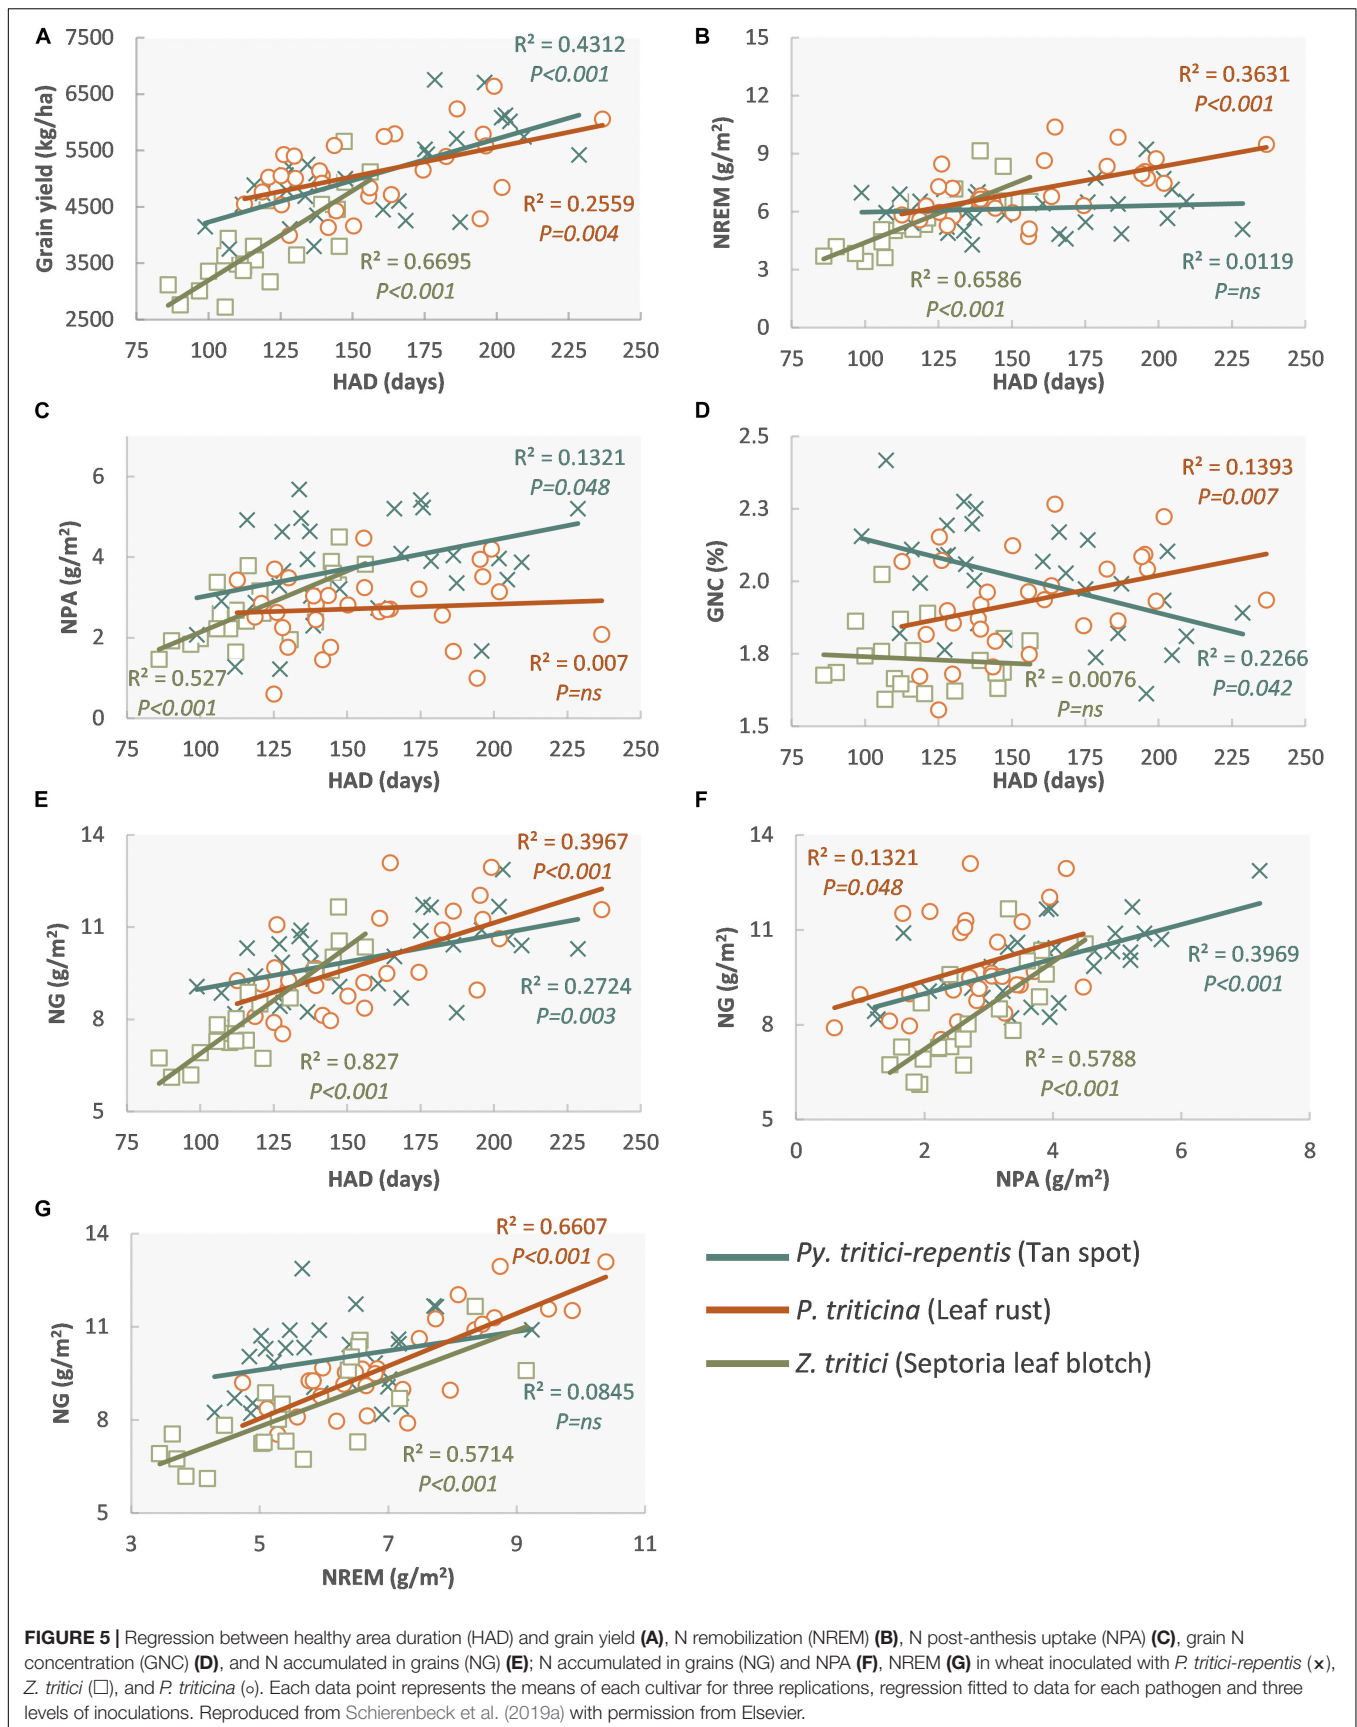 A
7500
6500
5500
4500
3500
2500
Grain yield (kg/ha)
R² = 0.4312
P<0.001
R² = 0.2559
P=0.004
R² = 0.6695
P<0.001
75 100 125 150 175 200 225 250
HAD (days)
B
15
12
9
6
3
0
NREM (g/m²)
R² = 0.3631
P<0.001
R² = 0.6586
P<0.001
R² = 0.0119
P=ns
75 100 125 150 175 200 225 250
HAD (days)
C
6
4
2
0
NPA (g/m²)
R² = 0.1321
P=0.048
R² = 0.007
P=ns
R² = 0.527
P<0.001
75 100 125 150 175 200 225 250
HAD (days)
D
2.5
2.3
2.0
1.8
1.5
GNC (%)
R² = 0.1393
P=0.007
R² = 0.2266
P=0.042
R² = 0.0076
P=ns
75 100 125 150 175 200 225 250
HAD (days)
E
14
11
8
5
NG (g/m²)
R² = 0.3967
P<0.001
R² = 0.2724
P=0.003
R² = 0.827
P<0.001
75 100 125 150 175 200 225 250
HAD (days)
F
14
11
8
5
NG (g/m²)
R² = 0.1321
P=0.048
R² = 0.3969
P<0.001
R² = 0.5788
P<0.001
0 2 4 6 8
NPA (g/m²)
G
14
11
8
5
NG (g/m²)
R² = 0.6607
P<0.001
R² = 0.0845
P=ns
R² = 0.5714
P<0.001
3 5 7 9 11
NREM (g/m²)
Py. tritici-repentis (Tan spot)
P. triticina (Leaf rust)
Z. tritici (Septoria leaf blotch)
FIGURE 5 | Regression between healthy area duration (HAD) and grain yield (A), N remobilization (NREM) (B), N post-anthesis uptake (NPA) (C), grain N
concentration (GNC) (D), and N accumulated in grains (NG) (E); N accumulated in grains (NG) and NPA (F), NREM (G) in wheat inoculated with P. tritici-repentis (×),
Z. tritici (□), and P. triticina (○). Each data point represents the means of each cultivar for three replications, regression fitted to data for each pathogen and three
levels of inoculations. Reproduced from Schierenbeck et al. (2019a) with permission from Elsevier.